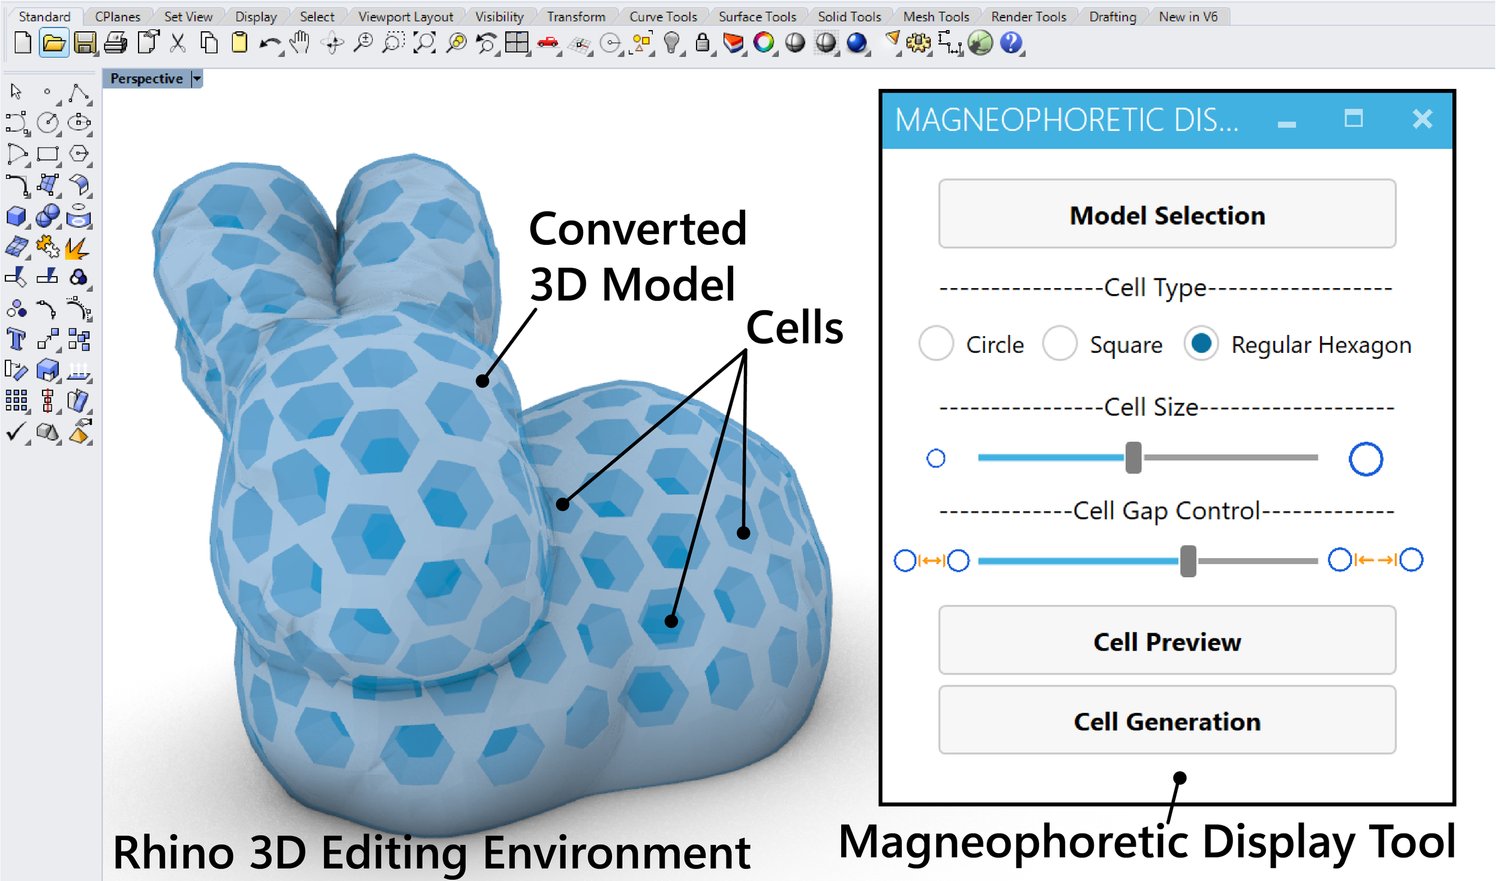 Standard CPlanes Set View Display Select Viewport Layout Visibility Transform Curve Tools Surface Tools Solid Tools Mesh Tools Render Tools Drafting New in V6
Perspective
Converted
3D Model
Cells
Rhino 3D Editing Environment
MAGNEOPHORETIC DIS...
Model Selection
----------------Cell Type------------------
Circle Square Regular Hexagon
----------------Cell Size-------------------
-------------Cell Gap Control-------------
Cell Preview
Cell Generation
Magneophoretic Display Tool